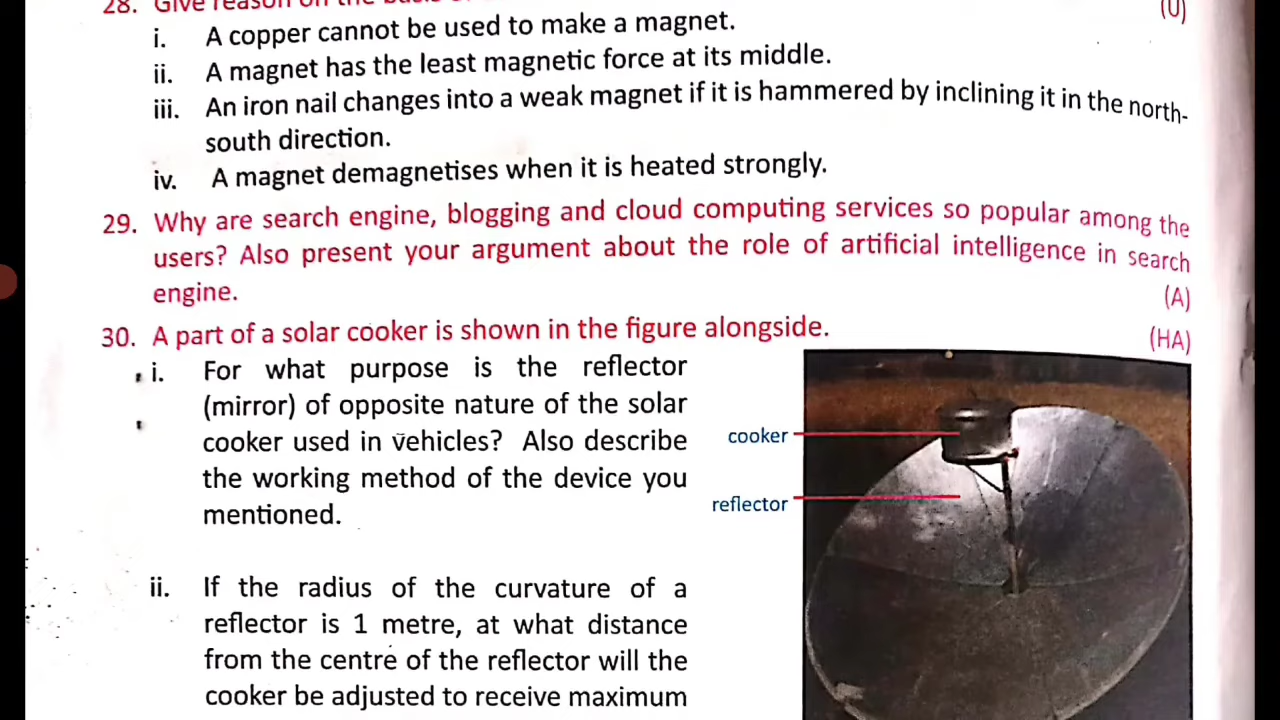 28. Give reason on the basis of
(U)
i. A copper cannot be used to make a magnet.
ii. A magnet has the least magnetic force at its middle.
iii. An iron nail changes into a weak magnet if it is hammered by inclining it in the north-
south direction.
iv. A magnet demagnetises when it is heated strongly.
29. Why are search engine, blogging and cloud computing services so popular among the
users? Also present your argument about the role of artificial intelligence in search
engine. (A)
30. A part of a solar cooker is shown in the figure alongside. (HA)
i. For what purpose is the reflector
(mirror) of opposite nature of the solar
cooker used in vehicles? Also describe
the working method of the device you
mentioned.
ii. If the radius of the curvature of a
reflector is 1 metre, at what distance
from the centre of the reflector will the
cooker be adjusted to receive maximum
cooker
reflector